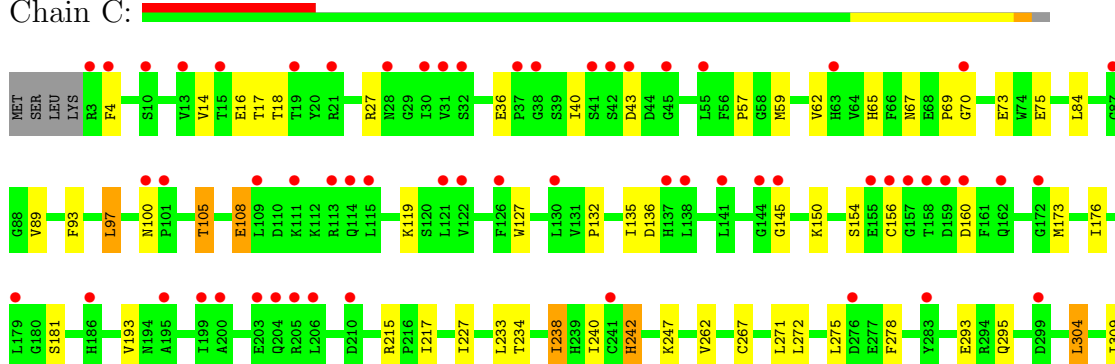 Chain C:
MET SER LEU LYS R3 F4 S10 V13 V14 T15 E16 T17 T18 T19 Y20 R21 R27 N28 G29 I30 V31 S32 E36 P37 G38 S39 I40 S41 S42 D43 D44 G45 L55 F56 P57 G58 M59 V62 H63 V64 H65 F66 N67 E68 P69 G70 E73 W74 E75 L84
G88 V89 F93 L97 N100 P101 T105 E108 L109 D110 K111 K112 R113 Q114 L115 K119 S120 L121 V122 F126 W127 L130 V131 P132 I135 D136 H137 L138 L141 G144 G145 K150 S154 E155 C156 G157 T158 D159 D160 F161 Q162 G172 M173 I176
L179 G180 S181 H186 V193 N194 A195 I199 A200 E203 Q204 R205 L206 D210 R215 P216 I217 I227 L233 T234 I238 H239 I240 C241 H242 K247 V262 C267 L271 L272 L275 D276 E277 F278 Y283 E293 R294 Q295 D299 L304